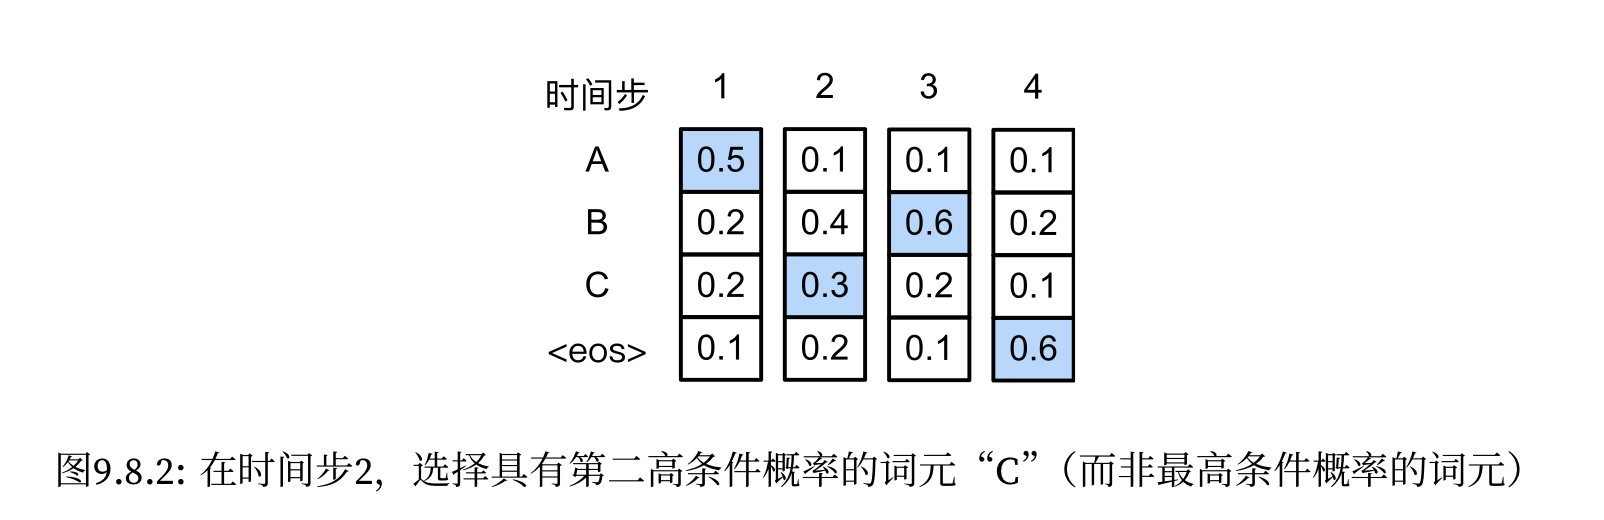 时间步 1 2 3 4
A 0.5 0.1 0.1 0.1
B 0.2 0.4 0.6 0.2
C 0.2 0.3 0.2 0.1
<eos> 0.1 0.2 0.1 0.6
图9.8.2: 在时间步2，选择具有第二高条件概率的词元“C”（而非最高条件概率的词元）